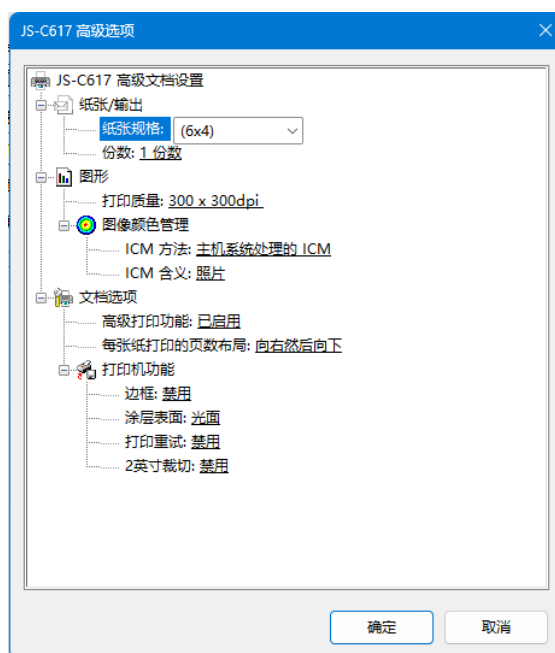 JS-C617 高级选项
JS-C617 高级文档设置
纸张/输出
纸张规格: (6x4)
份数: 1 份数
图形
打印质量: 300 x 300dpi
图像颜色管理
ICM 方法: 主机系统处理的 ICM
ICM 含义: 照片
文档选项
高级打印功能: 已启用
每张纸打印的页数布局: 向右然后向下
打印机功能
边框: 禁用
涂层表面: 光面
打印重试: 禁用
2英寸裁切: 禁用
确定 取消